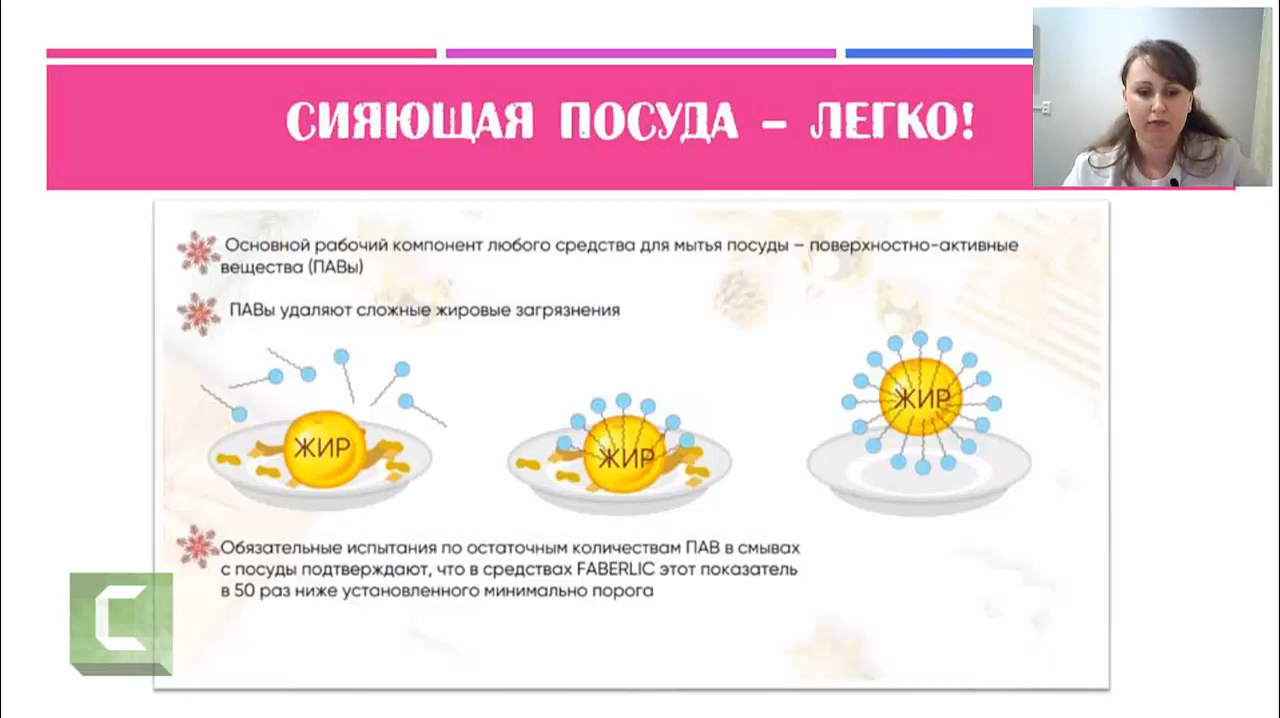 СИЯЮЩАЯ ПОСУДА – ЛЕГКО!
Основной рабочий компонент любого средства для мытья посуды – поверхностно-активные
вещества (ПАВы)
ПАВы удаляют сложные жировые загрязнения
ЖИР
ЖИР
ЖИР
Обязательные испытания по остаточным количествам ПАВ в смывах
с посуды подтверждают, что в средствах FABERLIC этот показатель
в 50 раз ниже установленного минимально порога
C